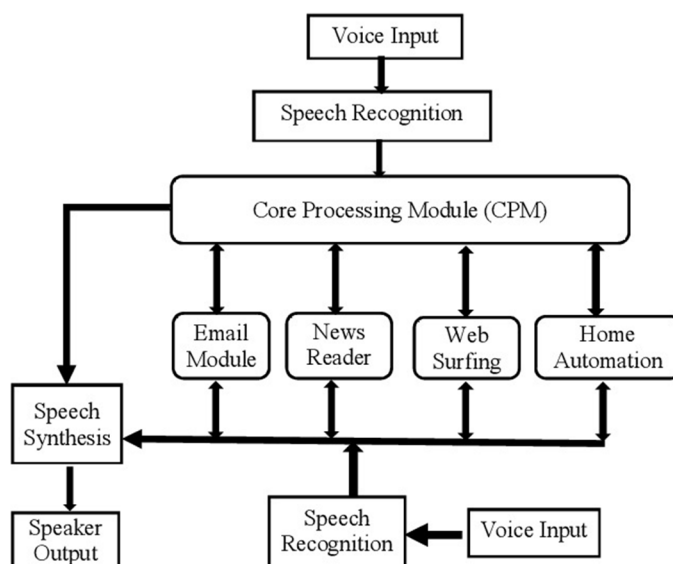 Voice Input
Speech Recognition
Core Processing Module (CPM)
Email
Module
News
Reader
Web
Surfing
Home
Automation
Speech
Synthesis
Speaker
Output
Speech
Recognition
Voice Input